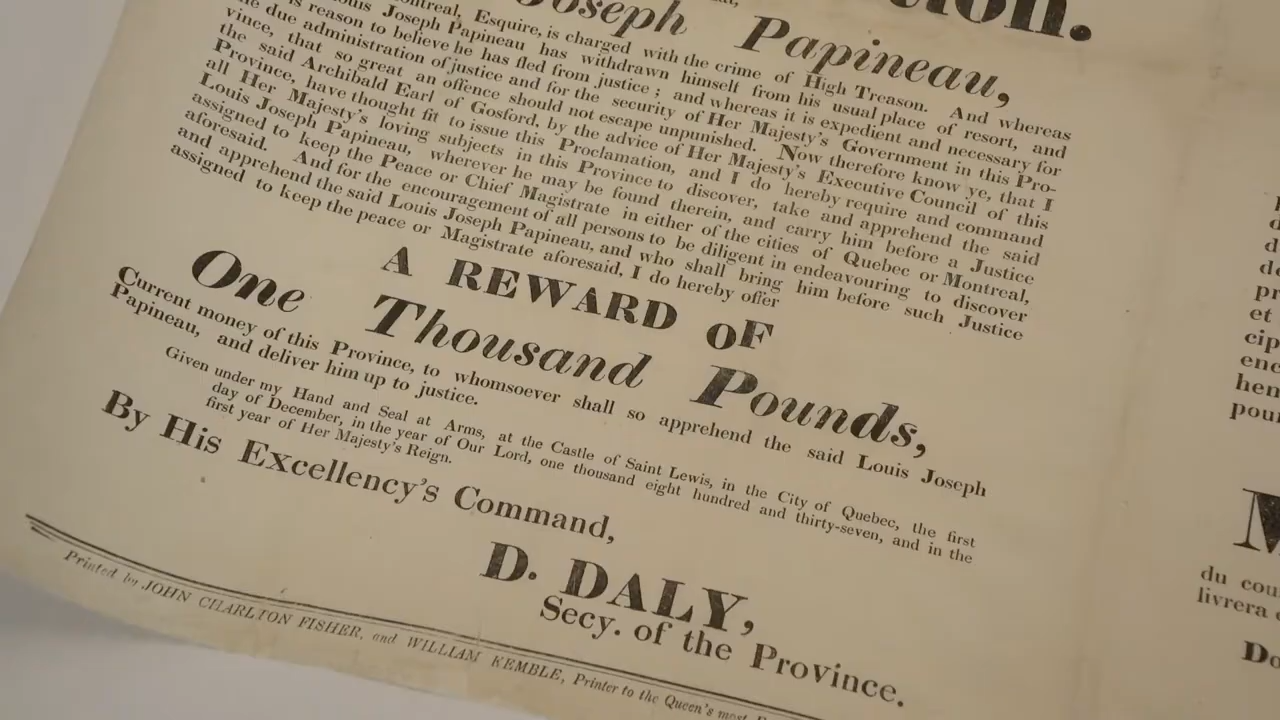 tion.
Joseph Papineau,
Montreal, Esquire, is charged with the crime of High Treason. And whereas
Louis Joseph Papineau has withdrawn himself from his usual place of resort, and
is reason to believe he has fled from justice; and whereas it is expedient and necessary for
the due administration of justice and for the security of Her Majesty's Government in this Pro-
vince, that so great an offence should not escape unpunished. Now therefore know ye, that I
the said Archibald Earl of Gosford, by the advice of Her Majesty's Executive Council of this
Province, have thought fit to issue this Proclamation, and I do hereby require and command
all Her Majesty's loving subjects in this Province to discover, take and apprehend the said
Louis Joseph Papineau, wherever he may be found therein, and carry him before a Justice
assigned to keep the Peace or Chief Magistrate in either of the cities of Quebec or Montreal,
aforesaid. And for the encouragement of all persons to be diligent in endeavouring to discover
and apprehend the said Louis Joseph Papineau, and who shall bring him before such Justice
assigned to keep the peace or Magistrate aforesaid, I do hereby offer
A REWARD OF
One Thousand Pounds,
Current money of this Province, to whomsoever shall so apprehend the said Louis Joseph
Papineau, and deliver him up to justice.
Given under my Hand and Seal at Arms, at the Castle of Saint Lewis, in the City of Quebec, the first
day of December, in the year of Our Lord, one thousand eight hundred and thirty-seven, and in the
first year of Her Majesty's Reign.
By His Excellency's Command,
D. DALY,
Secy. of the Province.
Printed by JOHN CHARLTON FISHER, and WILLIAM KEMBLE, Printer to the Queen's most
et
cip
enc
hen
pou
M
du cou
livrera
Do